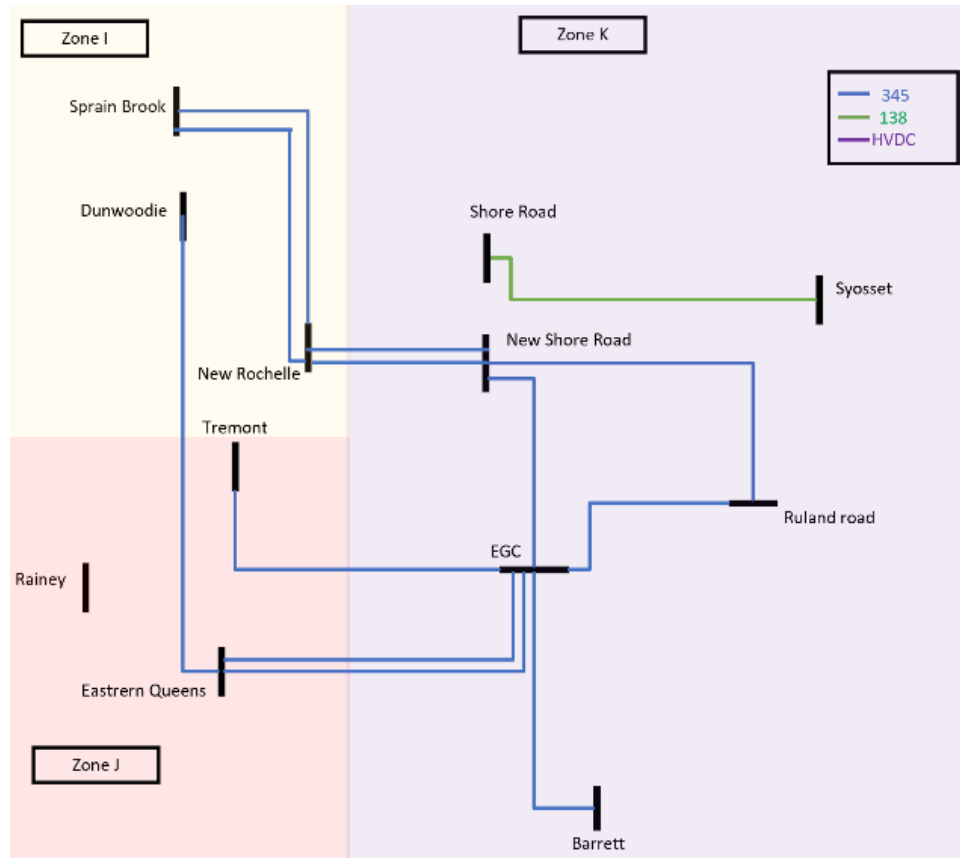 Zone I
Zone K
Sprain Brook
345
138
HVDC
Dunwoodie
Shore Road
Syosset
New Shore Road
New Rochelle
Tremont
Ruland road
EGC
Rainey
Eastrern Queens
Zone J
Barrett